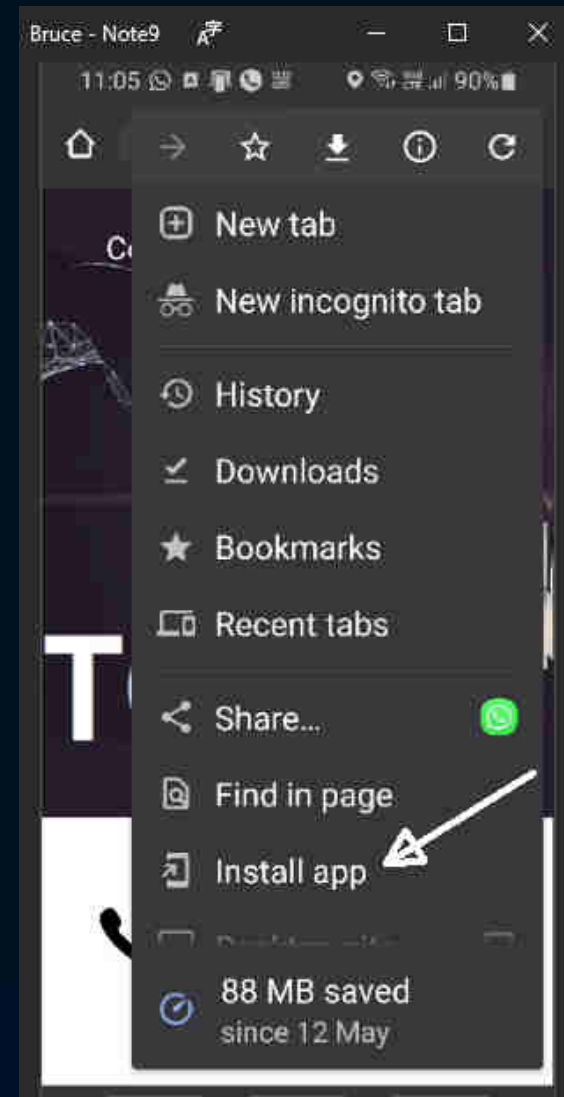 Bruce - Note9
11:05 90%
New tab
New incognito tab
History
Downloads
Bookmarks
Recent tabs
Share...
Find in page
Install app
88 MB saved
since 12 May